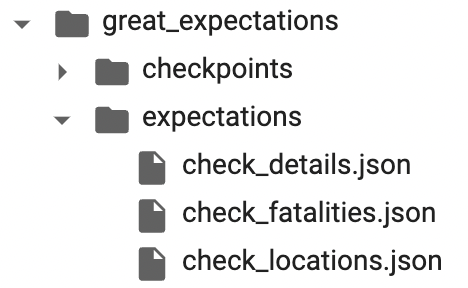 great_expectations
checkpoints
expectations
check_details.json
check_fatalities.json
check_locations.json